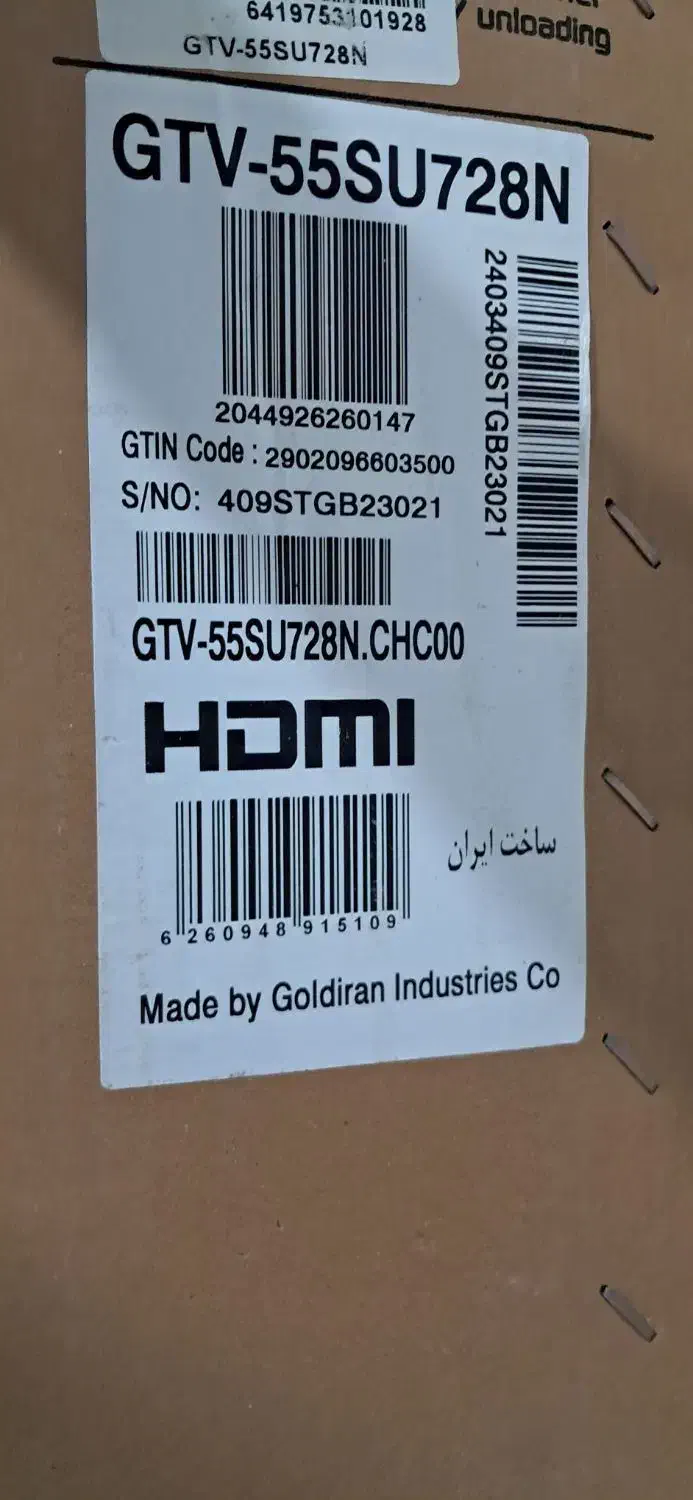 6419753101928
GTV-55SU728N
unloading
GTV-55SU728N
2044926260147
2403409STGB23021
GTIN Code : 2902096603500
S/NO: 409STGB23021
GTV-55SU728N.CHC00
HDMI
ساخت ایران
6 260948 915109
Made by Goldiran Industries Co